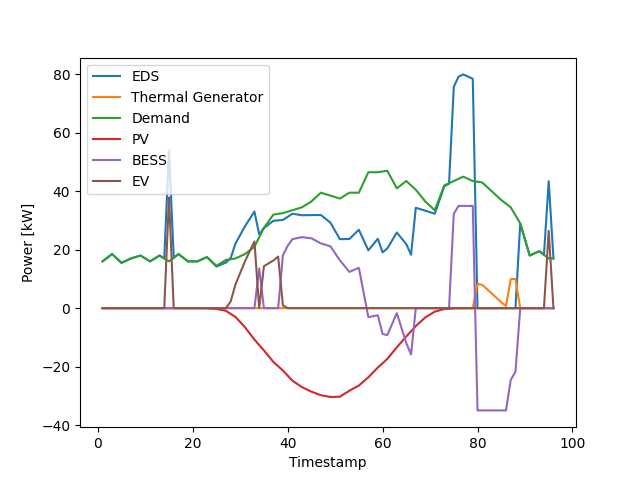 EDS
Thermal Generator
Demand
PV
BESS
EV
80
60
40
20
0
−20
−40
Power [kW]
0 20 40 60 80 100
Timestamp